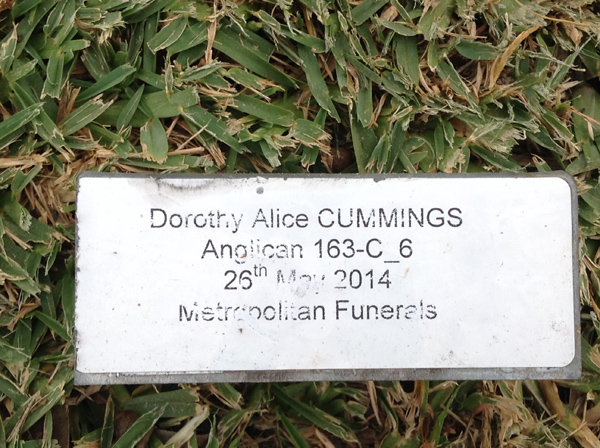 Dorothy Alice CUMMINGS
Anglican 163-C_6
26th May 2014
Metropolitan Funerals